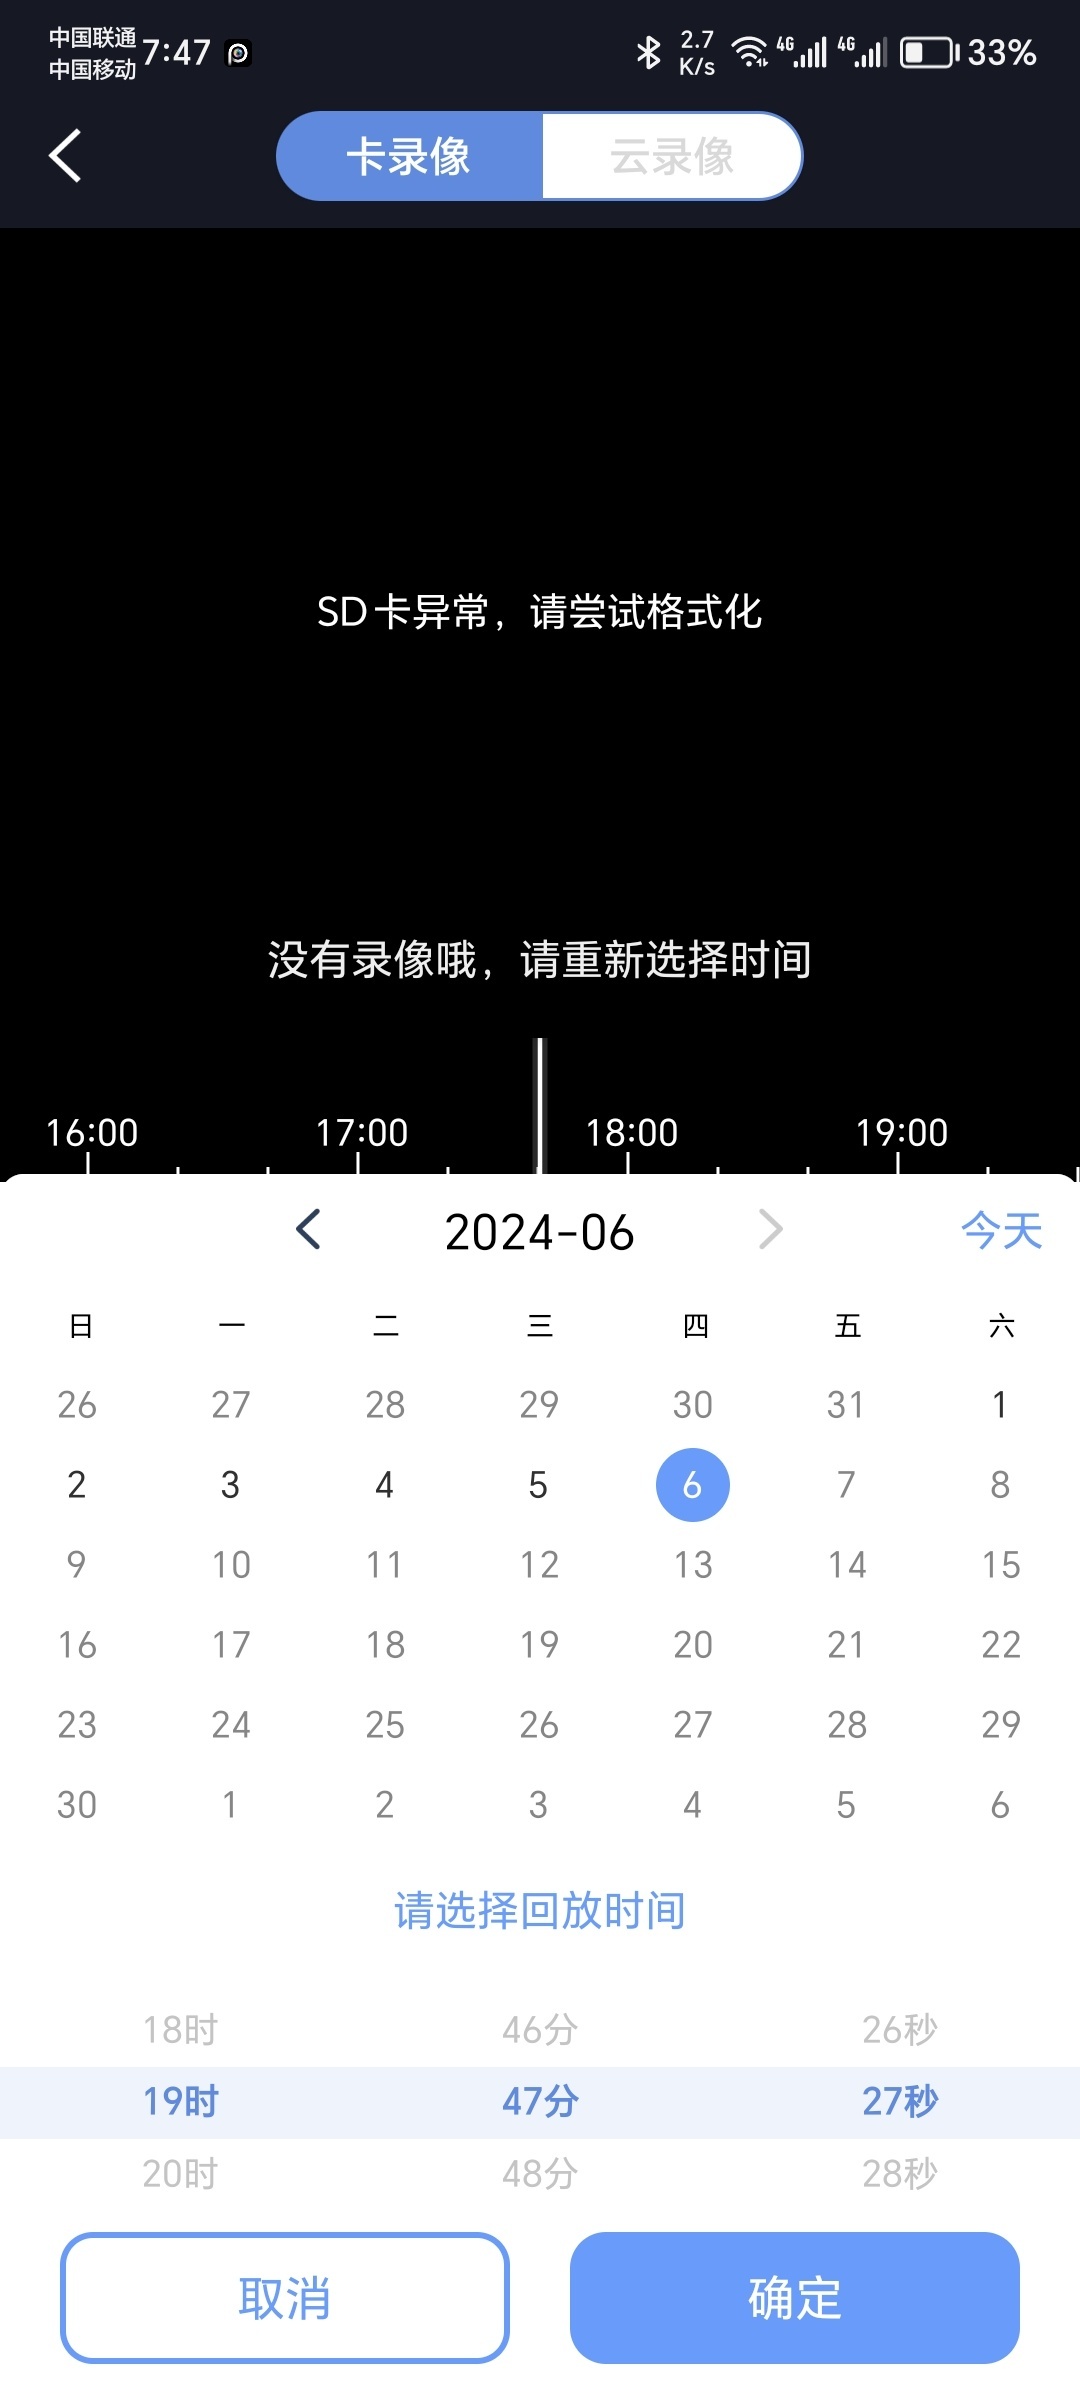 中国联通
中国移动
7:47
2.7
K/s
4G
4G
33%
卡录像
云录像
SD卡异常，请尝试格式化
没有录像哦，请重新选择时间
16:00 17:00 18:00 19:00
2024-06
今天
日 一 二 三 四 五 六
26 27 28 29 30 31 1
2 3 4 5 6 7 8
9 10 11 12 13 14 15
16 17 18 19 20 21 22
23 24 25 26 27 28 29
30 1 2 3 4 5 6
请选择回放时间
18时 46分 26秒
19时 47分 27秒
20时 48分 28秒
取消
确定